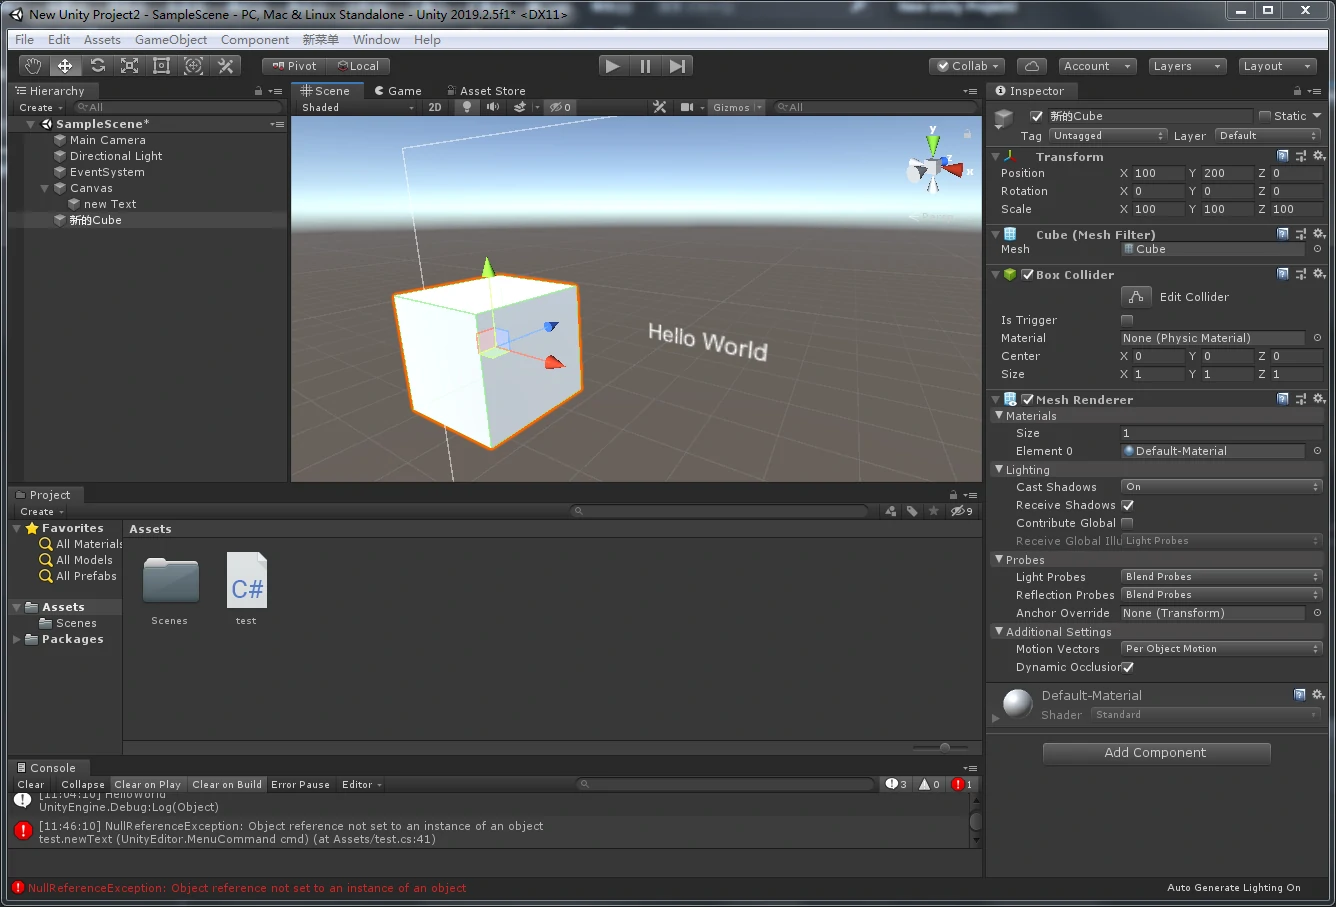 New Unity Project2 - SampleScene - PC, Mac & Linux Standalone - Unity 2019.2.5f1* <DX11>
File Edit Assets GameObject Component 新菜单 Window Help
Pivot Local Collab Account Layers Layout
Hierarchy
Create All
SampleScene*
Main Camera
Directional Light
EventSystem
Canvas
new Text
新的Cube
Scene Game Asset Store
Shaded 2D 0 Gizmos All
y
z
x
Persp
Hello World
Inspector
新的Cube Static
Tag Untagged Layer Default
Transform
Position X 100 Y 200 Z 0
Rotation X 0 Y 0 Z 0
Scale X 100 Y 100 Z 100
Cube (Mesh Filter)
Mesh Cube
Box Collider
Edit Collider
Is Trigger
Material None (Physic Material)
Center X 0 Y 0 Z 0
Size X 1 Y 1 Z 1
Mesh Renderer
Materials
Size 1
Element 0 Default-Material
Lighting
Cast Shadows On
Receive Shadows
Contribute Global
Receive Global Illu Light Probes
Probes
Light Probes Blend Probes
Reflection Probes Blend Probes
Anchor Override None (Transform)
Additional Settings
Motion Vectors Per Object Motion
Dynamic Occlusion
Default-Material
Shader Standard
Add Component
Project
Create 9
Favorites
All Materials
All Models
All Prefabs
Assets
Scenes
Packages
Assets
C#
Scenes test
Console
Clear Collapse Clear on Play Clear on Build Error Pause Editor 3 0 1
[11:04:10] HelloWorld
UnityEngine.Debug:Log(Object)
[11:46:10] NullReferenceException: Object reference not set to an instance of an object
test.newText (UnityEditor.MenuCommand cmd) (at Assets/test.cs:41)
NullReferenceException: Object reference not set to an instance of an object
Auto Generate Lighting On